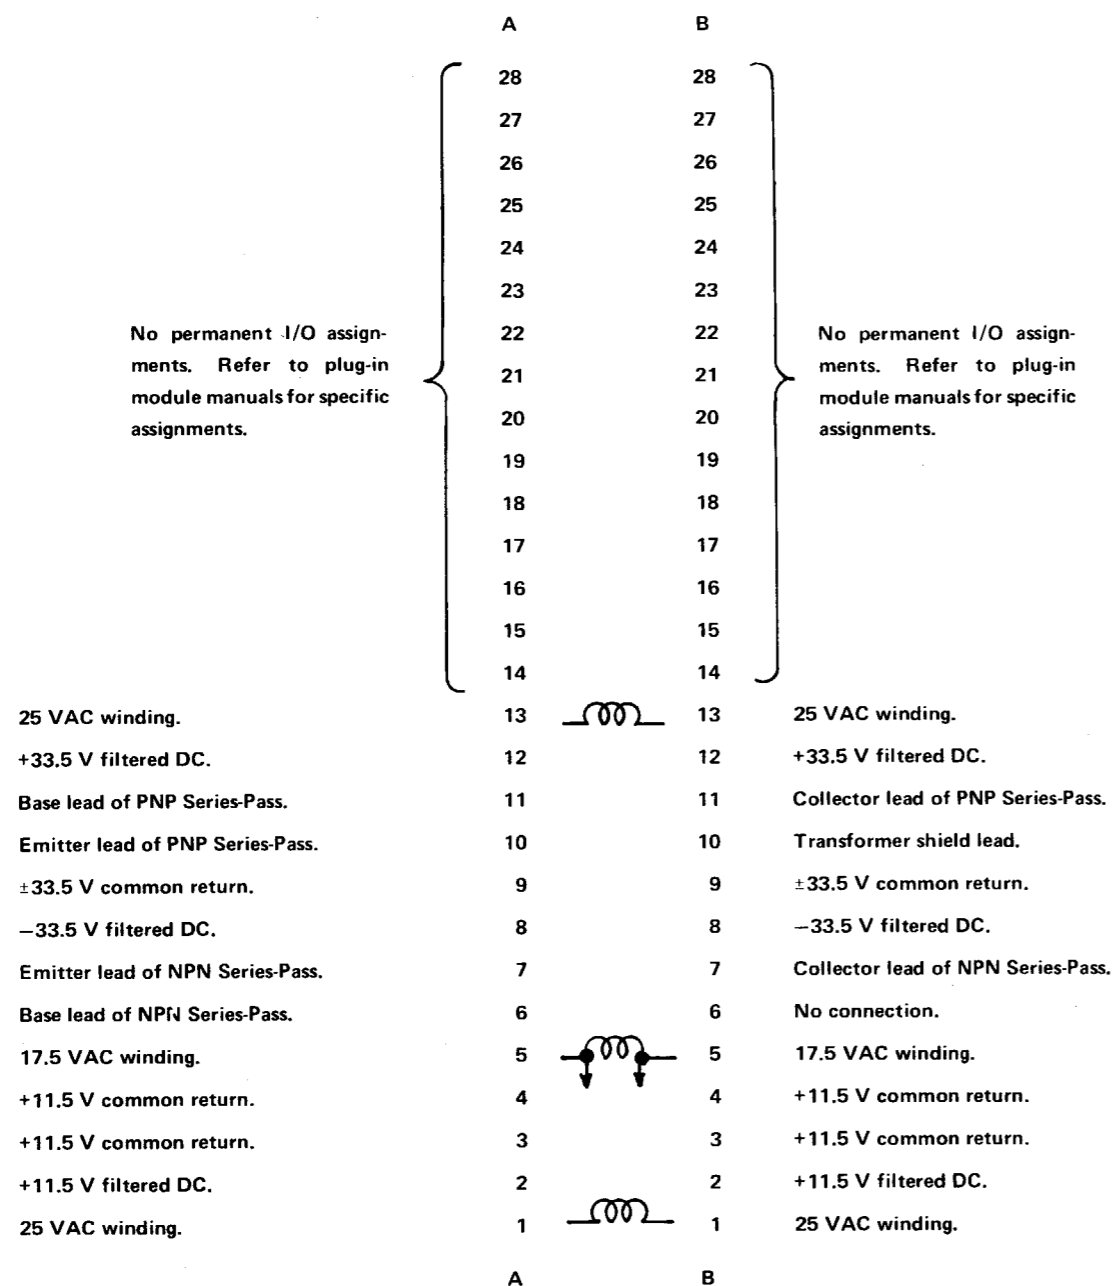 A B
28 28
27 27
26 26
25 25
24 24
23 23
No permanent I/O assign- 22 22 No permanent I/O assign-
ments. Refer to plug-in 21 21 ments. Refer to plug-in
module manuals for specific 20 20 module manuals for specific
assignments. assignments.
19 19
18 18
17 17
16 16
15 15
14 14
25 VAC winding. 13 13 25 VAC winding.
+33.5 V filtered DC. 12 12 +33.5 V filtered DC.
Base lead of PNP Series-Pass. 11 11 Collector lead of PNP Series-Pass.
Emitter lead of PNP Series-Pass. 10 10 Transformer shield lead.
±33.5 V common return. 9 9 ±33.5 V common return.
−33.5 V filtered DC. 8 8 −33.5 V filtered DC.
Emitter lead of NPN Series-Pass. 7 7 Collector lead of NPN Series-Pass.
Base lead of NPN Series-Pass. 6 6 No connection.
17.5 VAC winding. 5 5 17.5 VAC winding.
+11.5 V common return. 4 4 +11.5 V common return.
+11.5 V common return. 3 3 +11.5 V common return.
+11.5 V filtered DC. 2 2 +11.5 V filtered DC.
25 VAC winding. 1 1 25 VAC winding.
A B